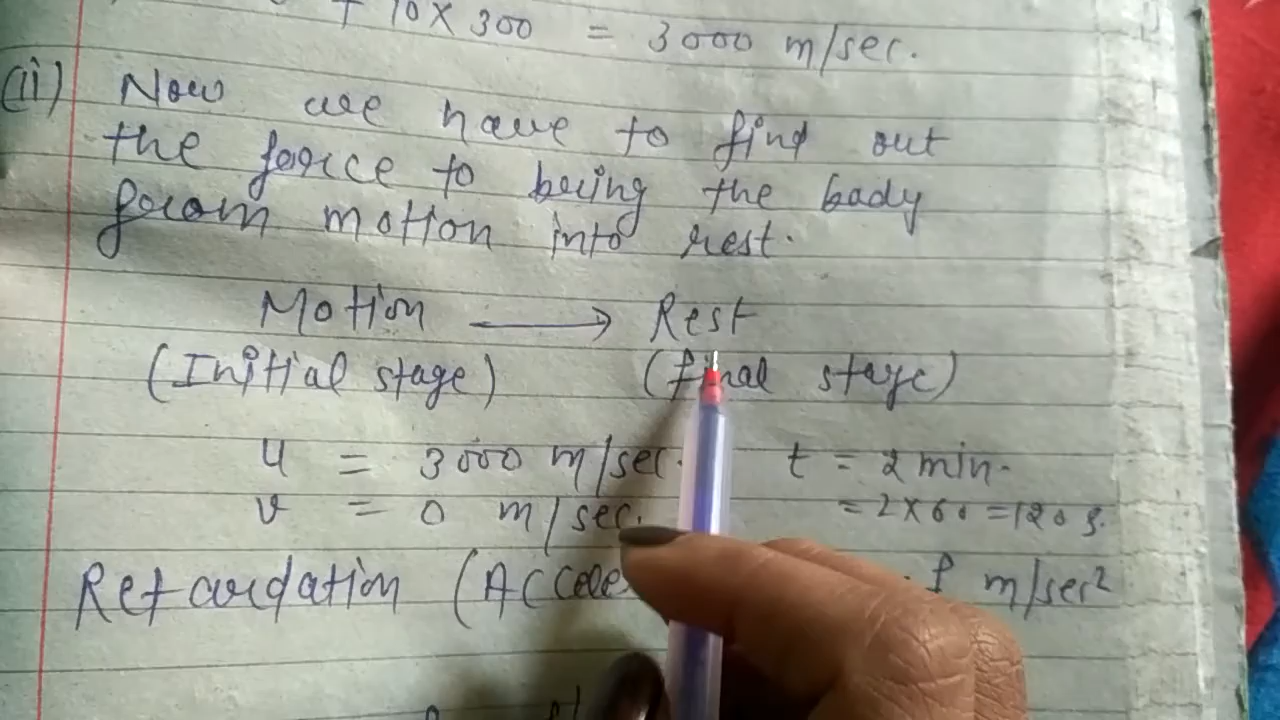 + 10 X 300 = 3000 m/sec.
(ii) Now we have to find out
the force to bring the body
from motion into rest.
Motion → Rest
(Initial stage) (final stage)
u = 3000 m/sec. t = 2 min.
v = 0 m/sec. = 2 X 60 = 120 s.
Retardation (Accele f m/sec²